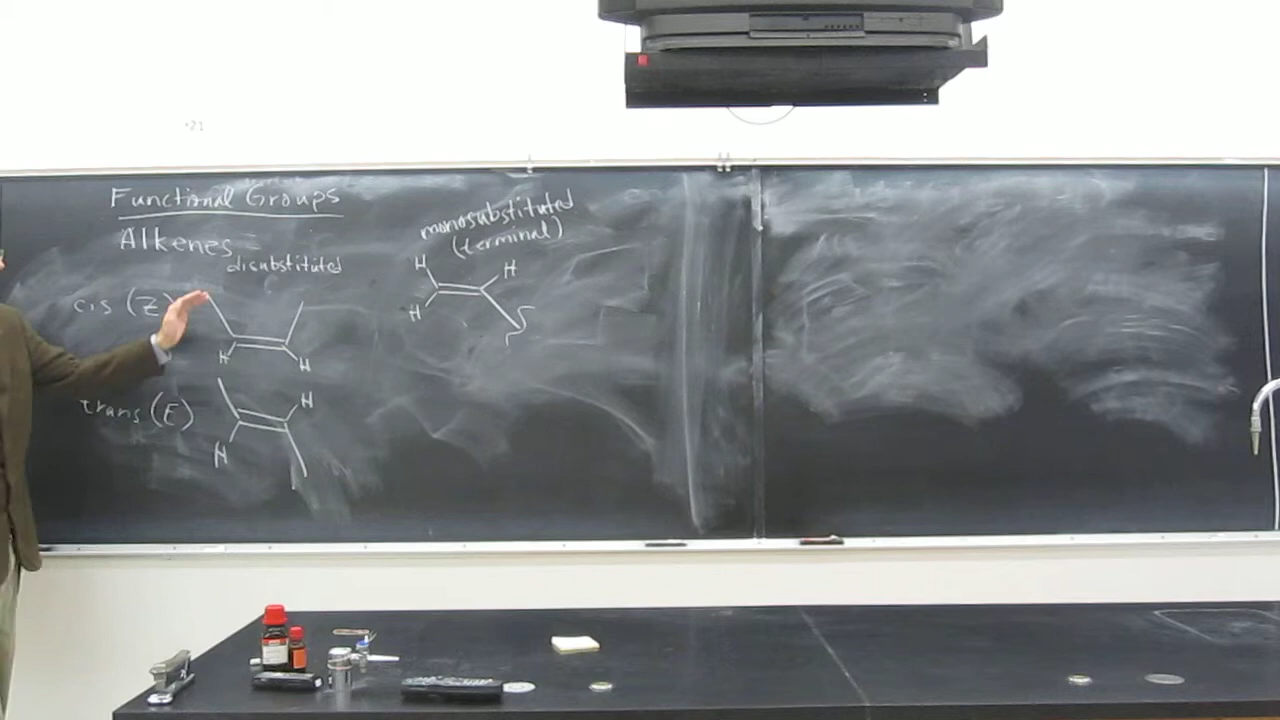 Functional Groups
Alkenes
disubstituted
cis (Z)
H
H
trans (E)
H
H
monosubstituted
(terminal)
H
H
H